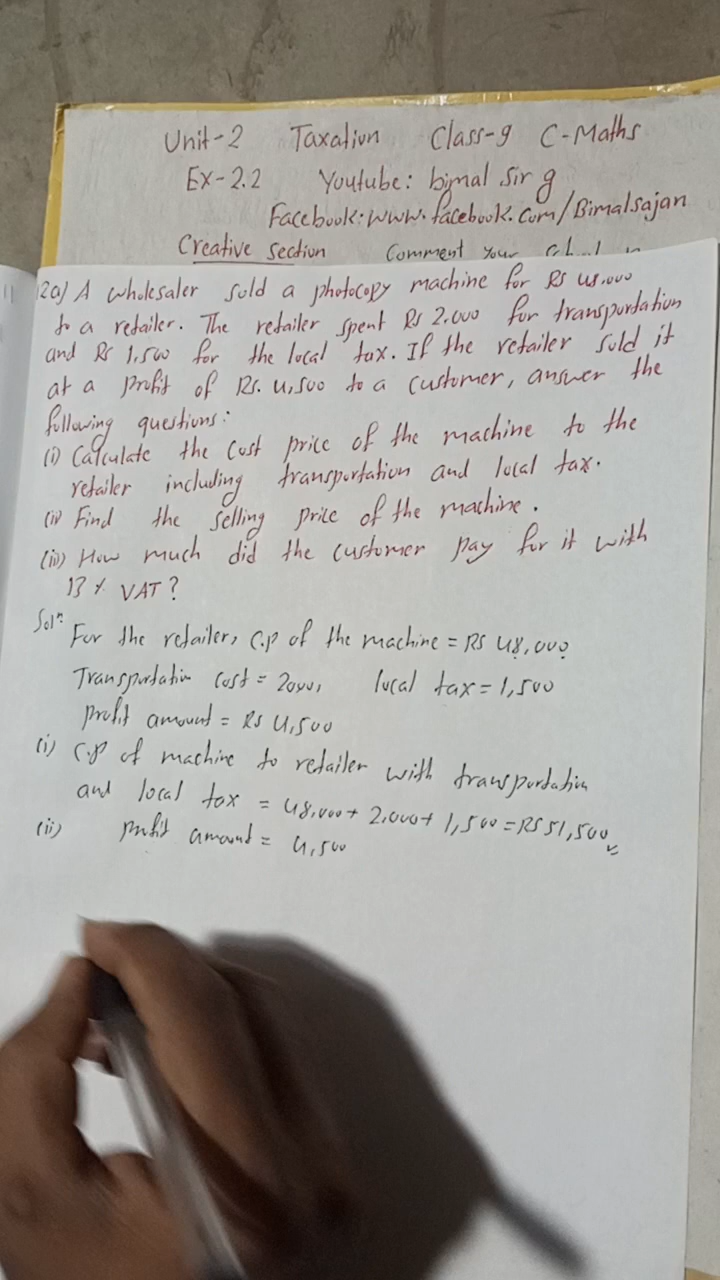 Unit-2 Taxation Class-9 C-Maths
Ex-2.2 Youtube: bimal sir g
Facebook: www.facebook.com/Bimalsajan
Creative section Comment your
12a) A wholesaler sold a photocopy machine for Rs 48,000
to a retailer. The retailer spent Rs 2,000 for transportation
and Rs 1,500 for the local tax. If the retailer sold it
at a profit of Rs. 4,500 to a customer, answer the
following questions:
(i) Calculate the cost price of the machine to the
retailer including transportation and local tax.
(ii) Find the selling price of the machine.
(iii) How much did the customer pay for it with
13% VAT?
Solⁿ
For the retailer, C.P of the machine = Rs 48,000
Transportatin cost = 2000, local tax = 1,500
profit amount = Rs 4,500
(i) C.P of machine to retailer with transportation
and local tax = 48,000 + 2,000 + 1,500 = RS 51,500
(ii) profit amount = 4,500